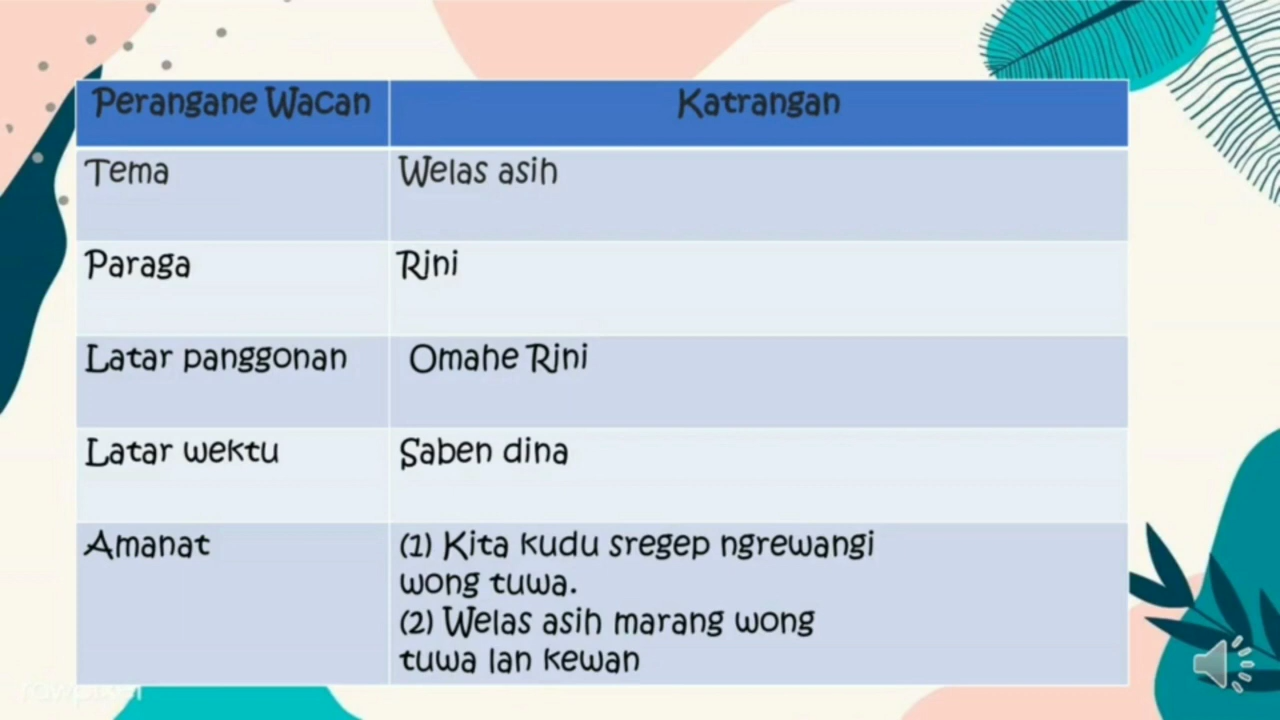 Perangane Wacan Katrangan
Tema Welas asih
Paraga Rini
Latar panggonan Omahe Rini
Latar wektu Saben dina
Amanat (1) Kita kudu sregep ngrewangi
wong tuwa.
(2) Welas asih marang wong
tuwa lan kewan
rawpixel